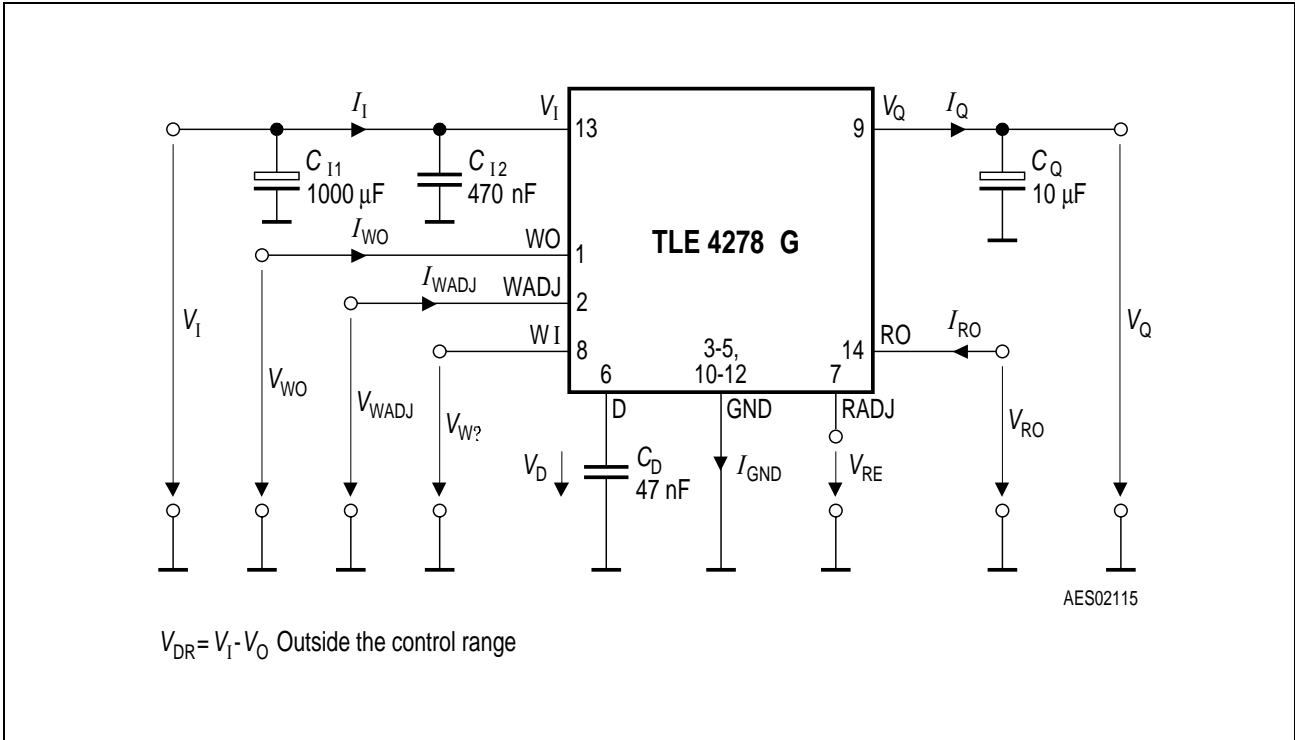 I_I V_I V_Q I_Q
13 9
C_I1 C_I2 C_Q
1000 µF 470 nF 10 µF
TLE 4278 G
I_WO WO 1
I_WADJ WADJ 2
WI 8
3-5,
10-12
14 RO I_RO
6 7
D GND RADJ
V_I V_WO V_WADJ V_W?
V_D C_D I_GND V_RE V_RO V_Q
47 nF
AES02115
V_DR = V_I - V_O Outside the control range